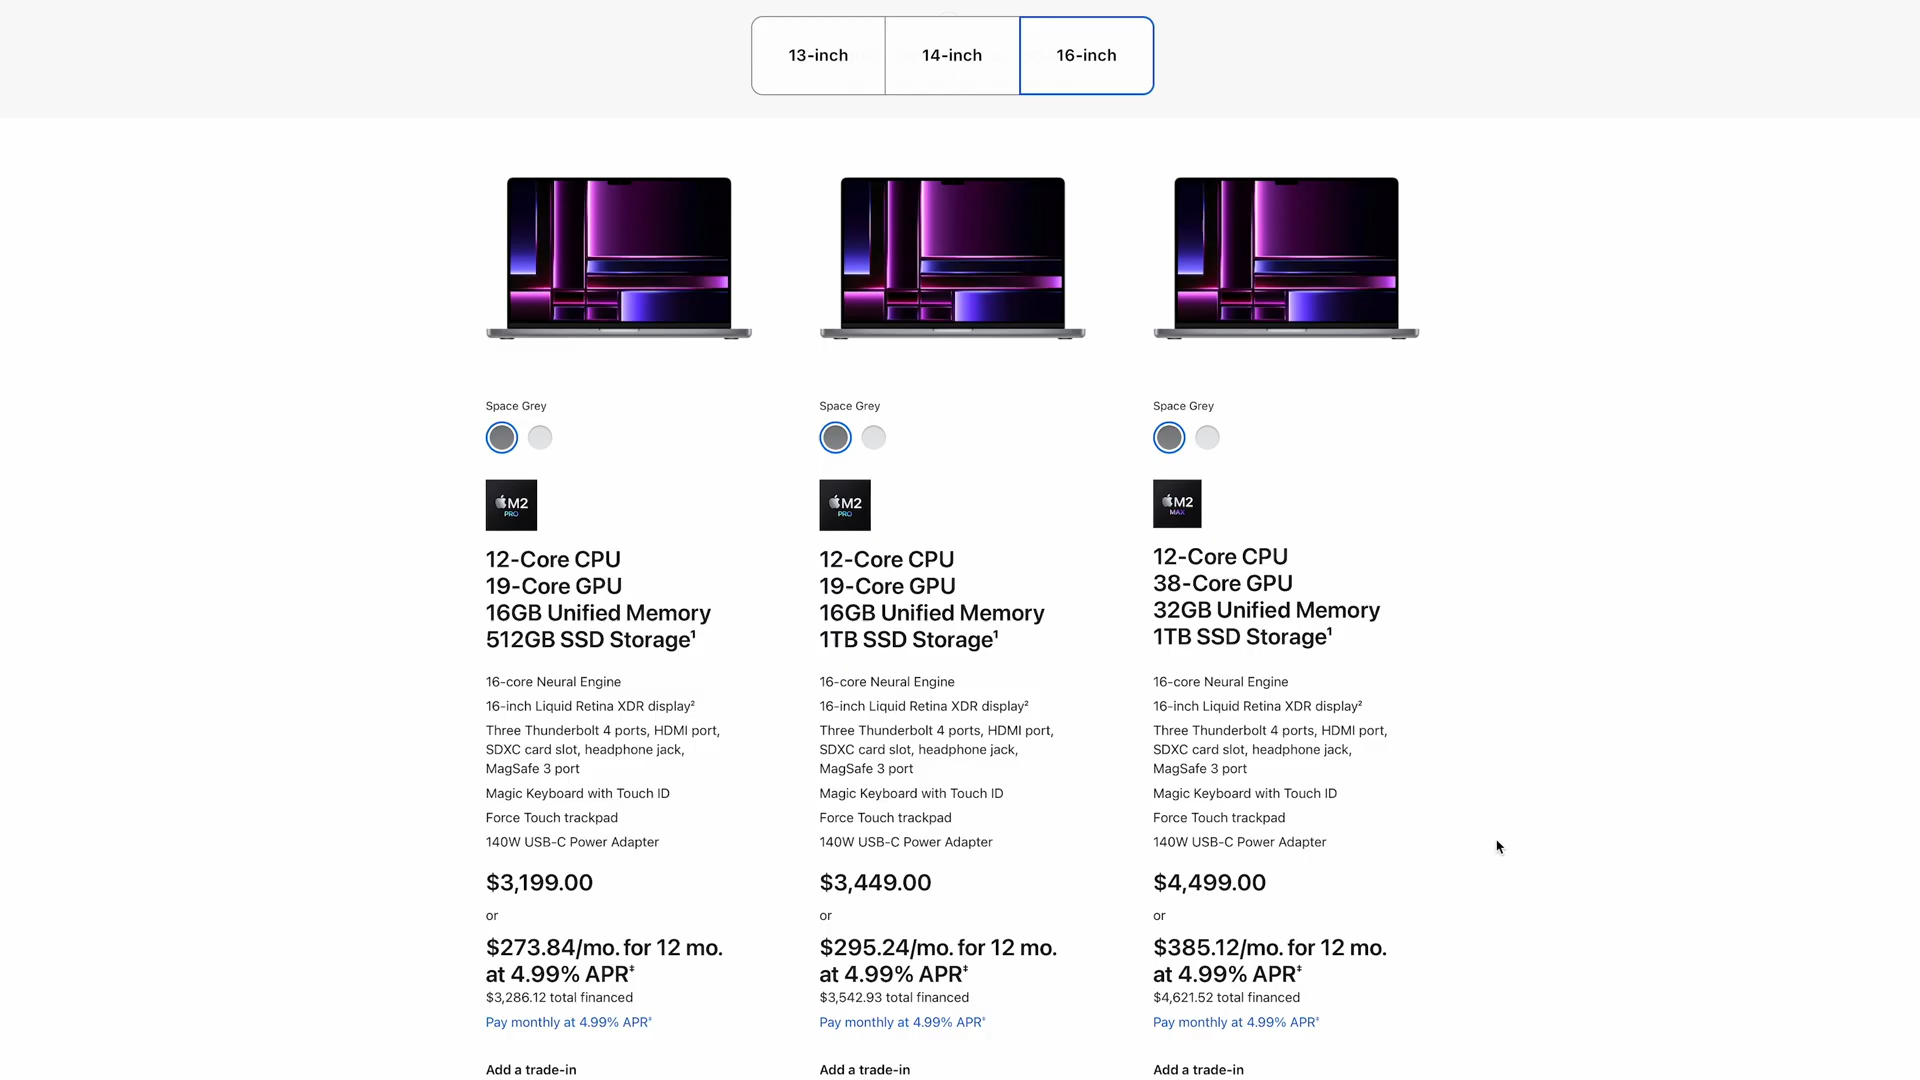 13-inch
14-inch
16-inch
Space Grey
M2
PRO
12-Core CPU
19-Core GPU
16GB Unified Memory
512GB SSD Storage¹
16-core Neural Engine
16-inch Liquid Retina XDR display²
Three Thunderbolt 4 ports, HDMI port,
SDXC card slot, headphone jack,
MagSafe 3 port
Magic Keyboard with Touch ID
Force Touch trackpad
140W USB-C Power Adapter
$3,199.00
or
$273.84/mo. for 12 mo.
at 4.99% APR‡
$3,286.12 total financed
Pay monthly at 4.99% APR‡
Add a trade-in
Space Grey
M2
PRO
12-Core CPU
19-Core GPU
16GB Unified Memory
1TB SSD Storage¹
16-core Neural Engine
16-inch Liquid Retina XDR display²
Three Thunderbolt 4 ports, HDMI port,
SDXC card slot, headphone jack,
MagSafe 3 port
Magic Keyboard with Touch ID
Force Touch trackpad
140W USB-C Power Adapter
$3,449.00
or
$295.24/mo. for 12 mo.
at 4.99% APR‡
$3,542.93 total financed
Pay monthly at 4.99% APR‡
Add a trade-in
Space Grey
M2
MAX
12-Core CPU
38-Core GPU
32GB Unified Memory
1TB SSD Storage¹
16-core Neural Engine
16-inch Liquid Retina XDR display²
Three Thunderbolt 4 ports, HDMI port,
SDXC card slot, headphone jack,
MagSafe 3 port
Magic Keyboard with Touch ID
Force Touch trackpad
140W USB-C Power Adapter
$4,499.00
or
$385.12/mo. for 12 mo.
at 4.99% APR‡
$4,621.52 total financed
Pay monthly at 4.99% APR‡
Add a trade-in